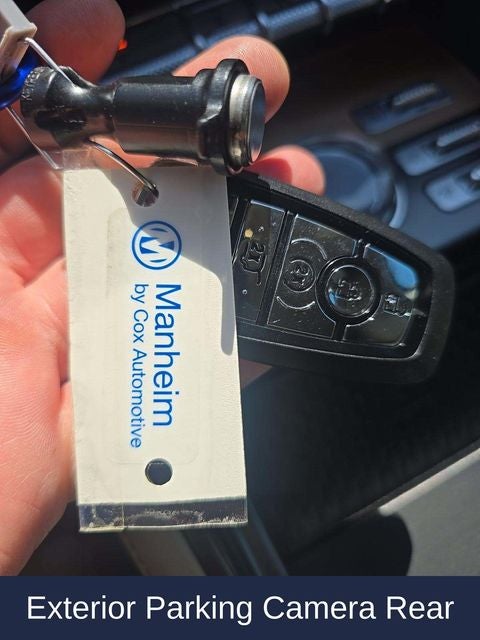 Manheim
by Cox Automotive
Exterior Parking Camera Rear